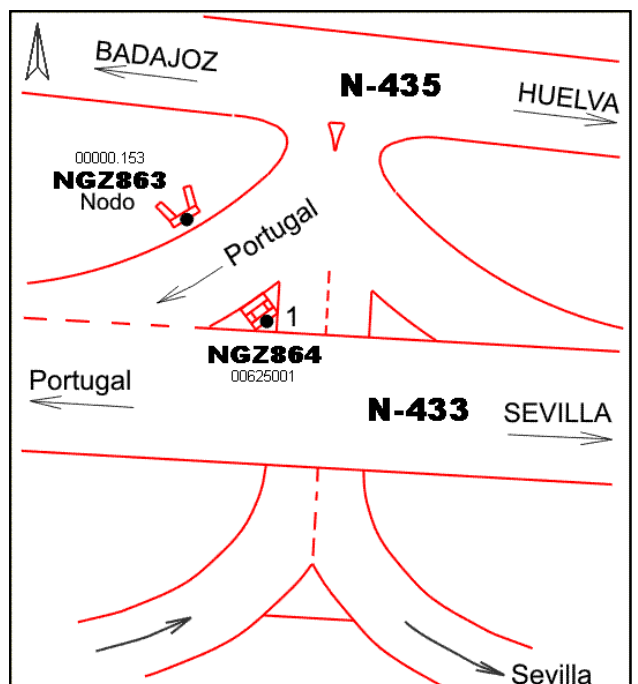 BADAJOZ
N-435
HUELVA
00000.153
NGZ863
Nodo
Portugal
1
NGZ864
00625001
Portugal
N-433
SEVILLA
Sevilla